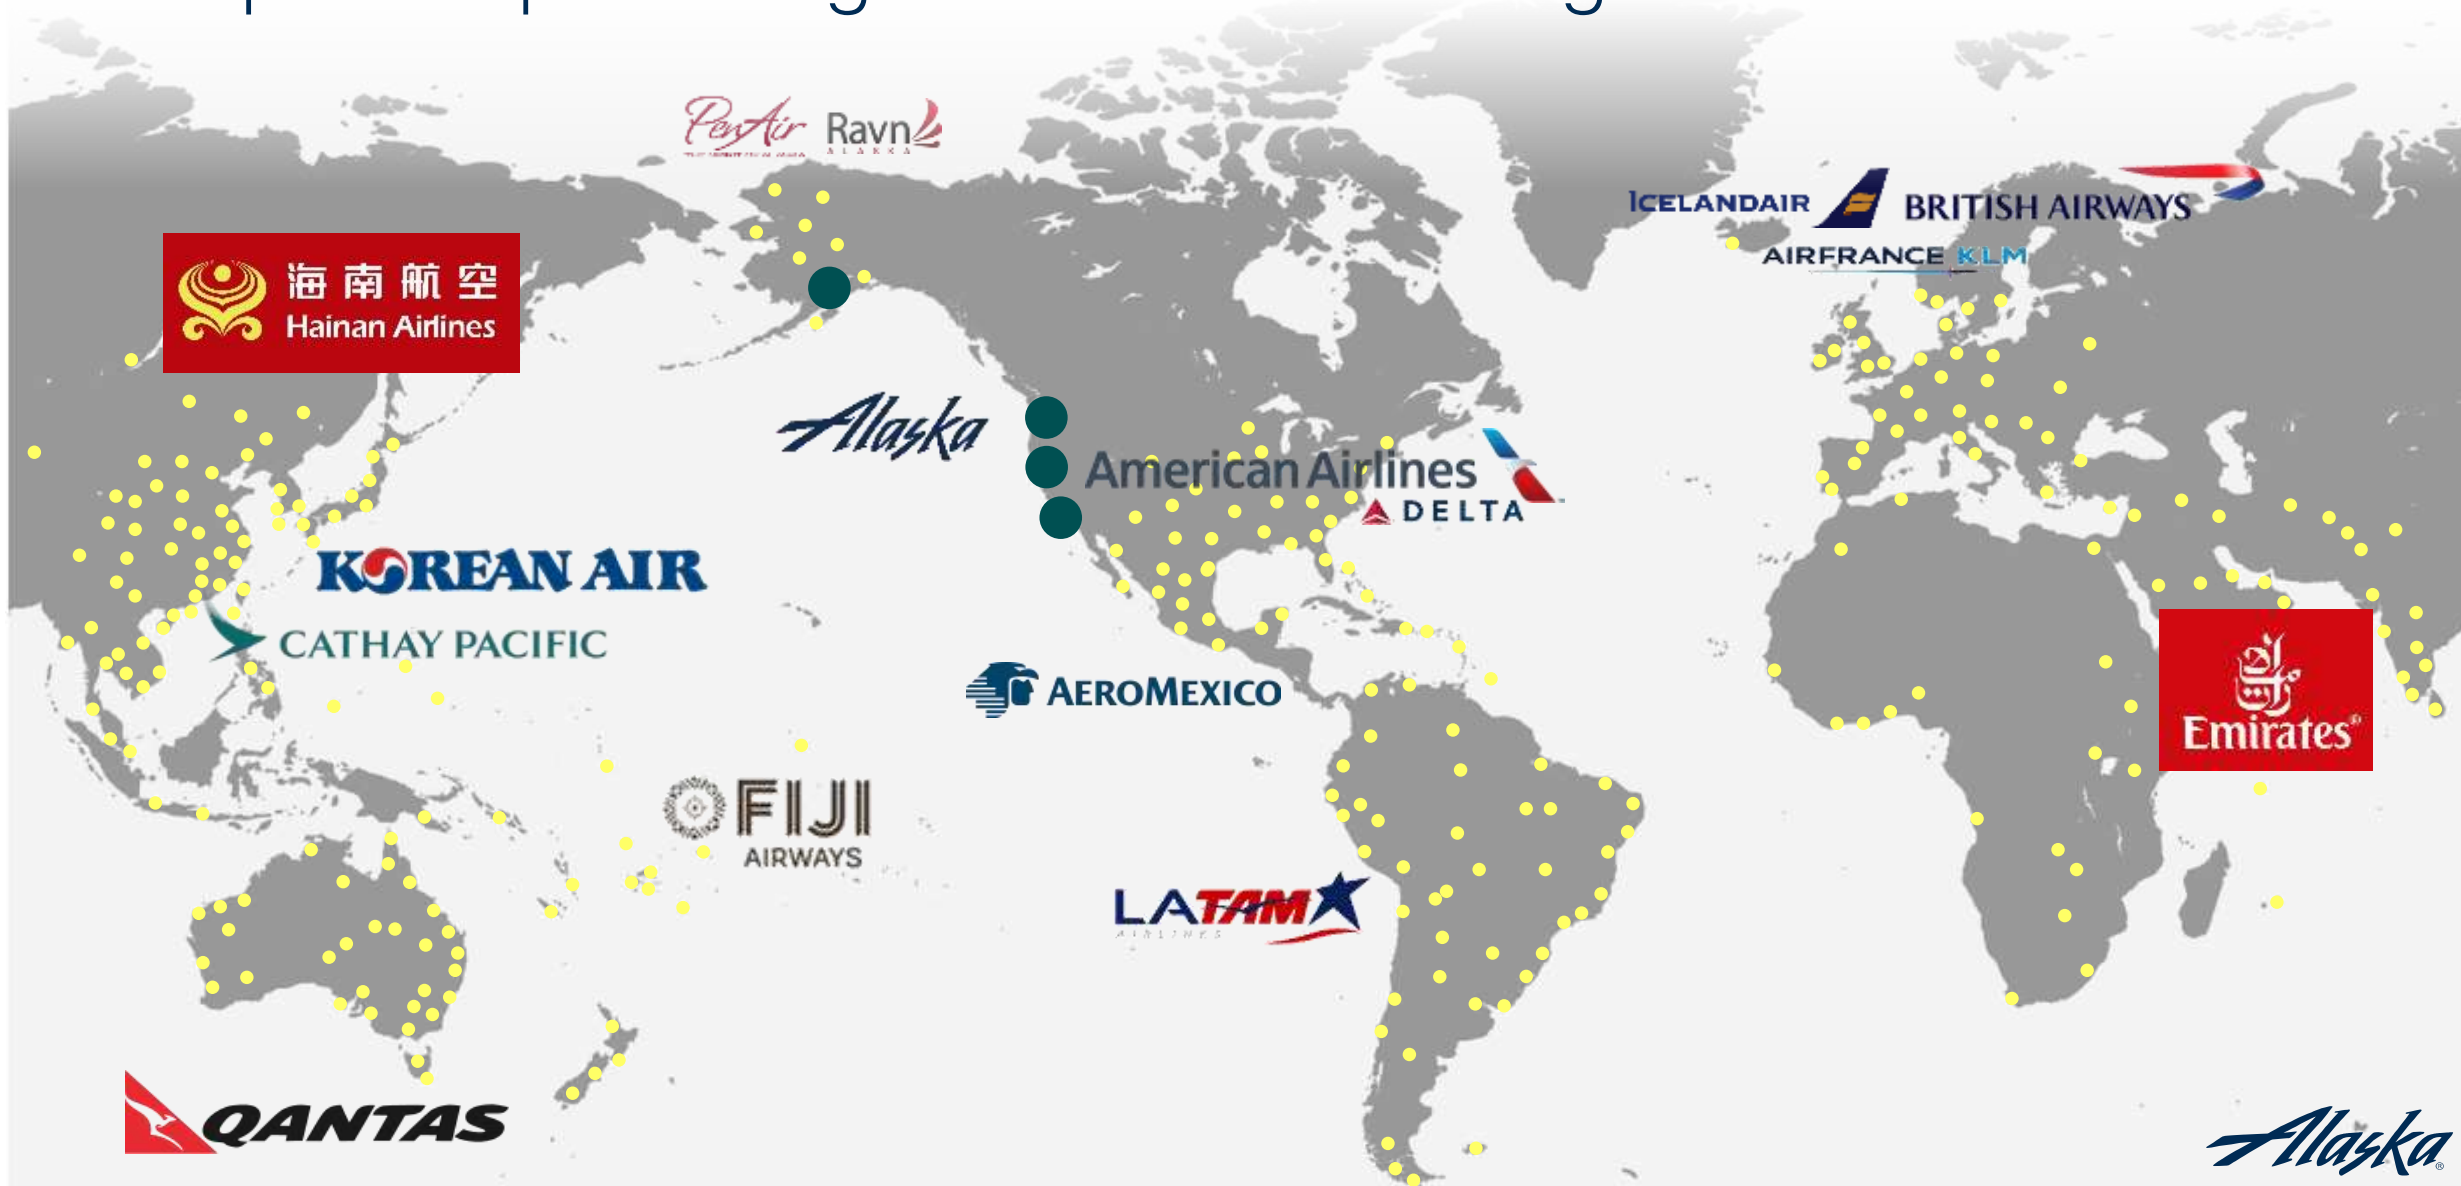 PenAir
Ravn
ALASKA
ICELANDAIR
BRITISH AIRWAYS
AIRFRANCE KLM
海南航空
Hainan Airlines
Alaska
American Airlines
DELTA
KOREAN AIR
CATHAY PACIFIC
Emirates
AEROMEXICO
FIJI
AIRWAYS
LATAM
AIRLINES
QANTAS
Alaska®